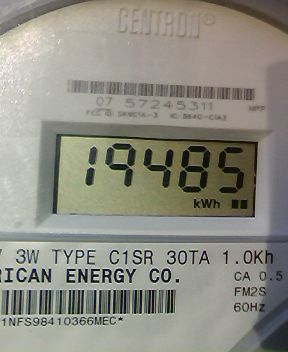 CENTRON®
07 57245311
19485
kWh
3W TYPE C1SR 30TA 1.0Kh
RICAN ENERGY CO.
CA 0.5
FM2S
60Hz
1NFS98410366MEC*